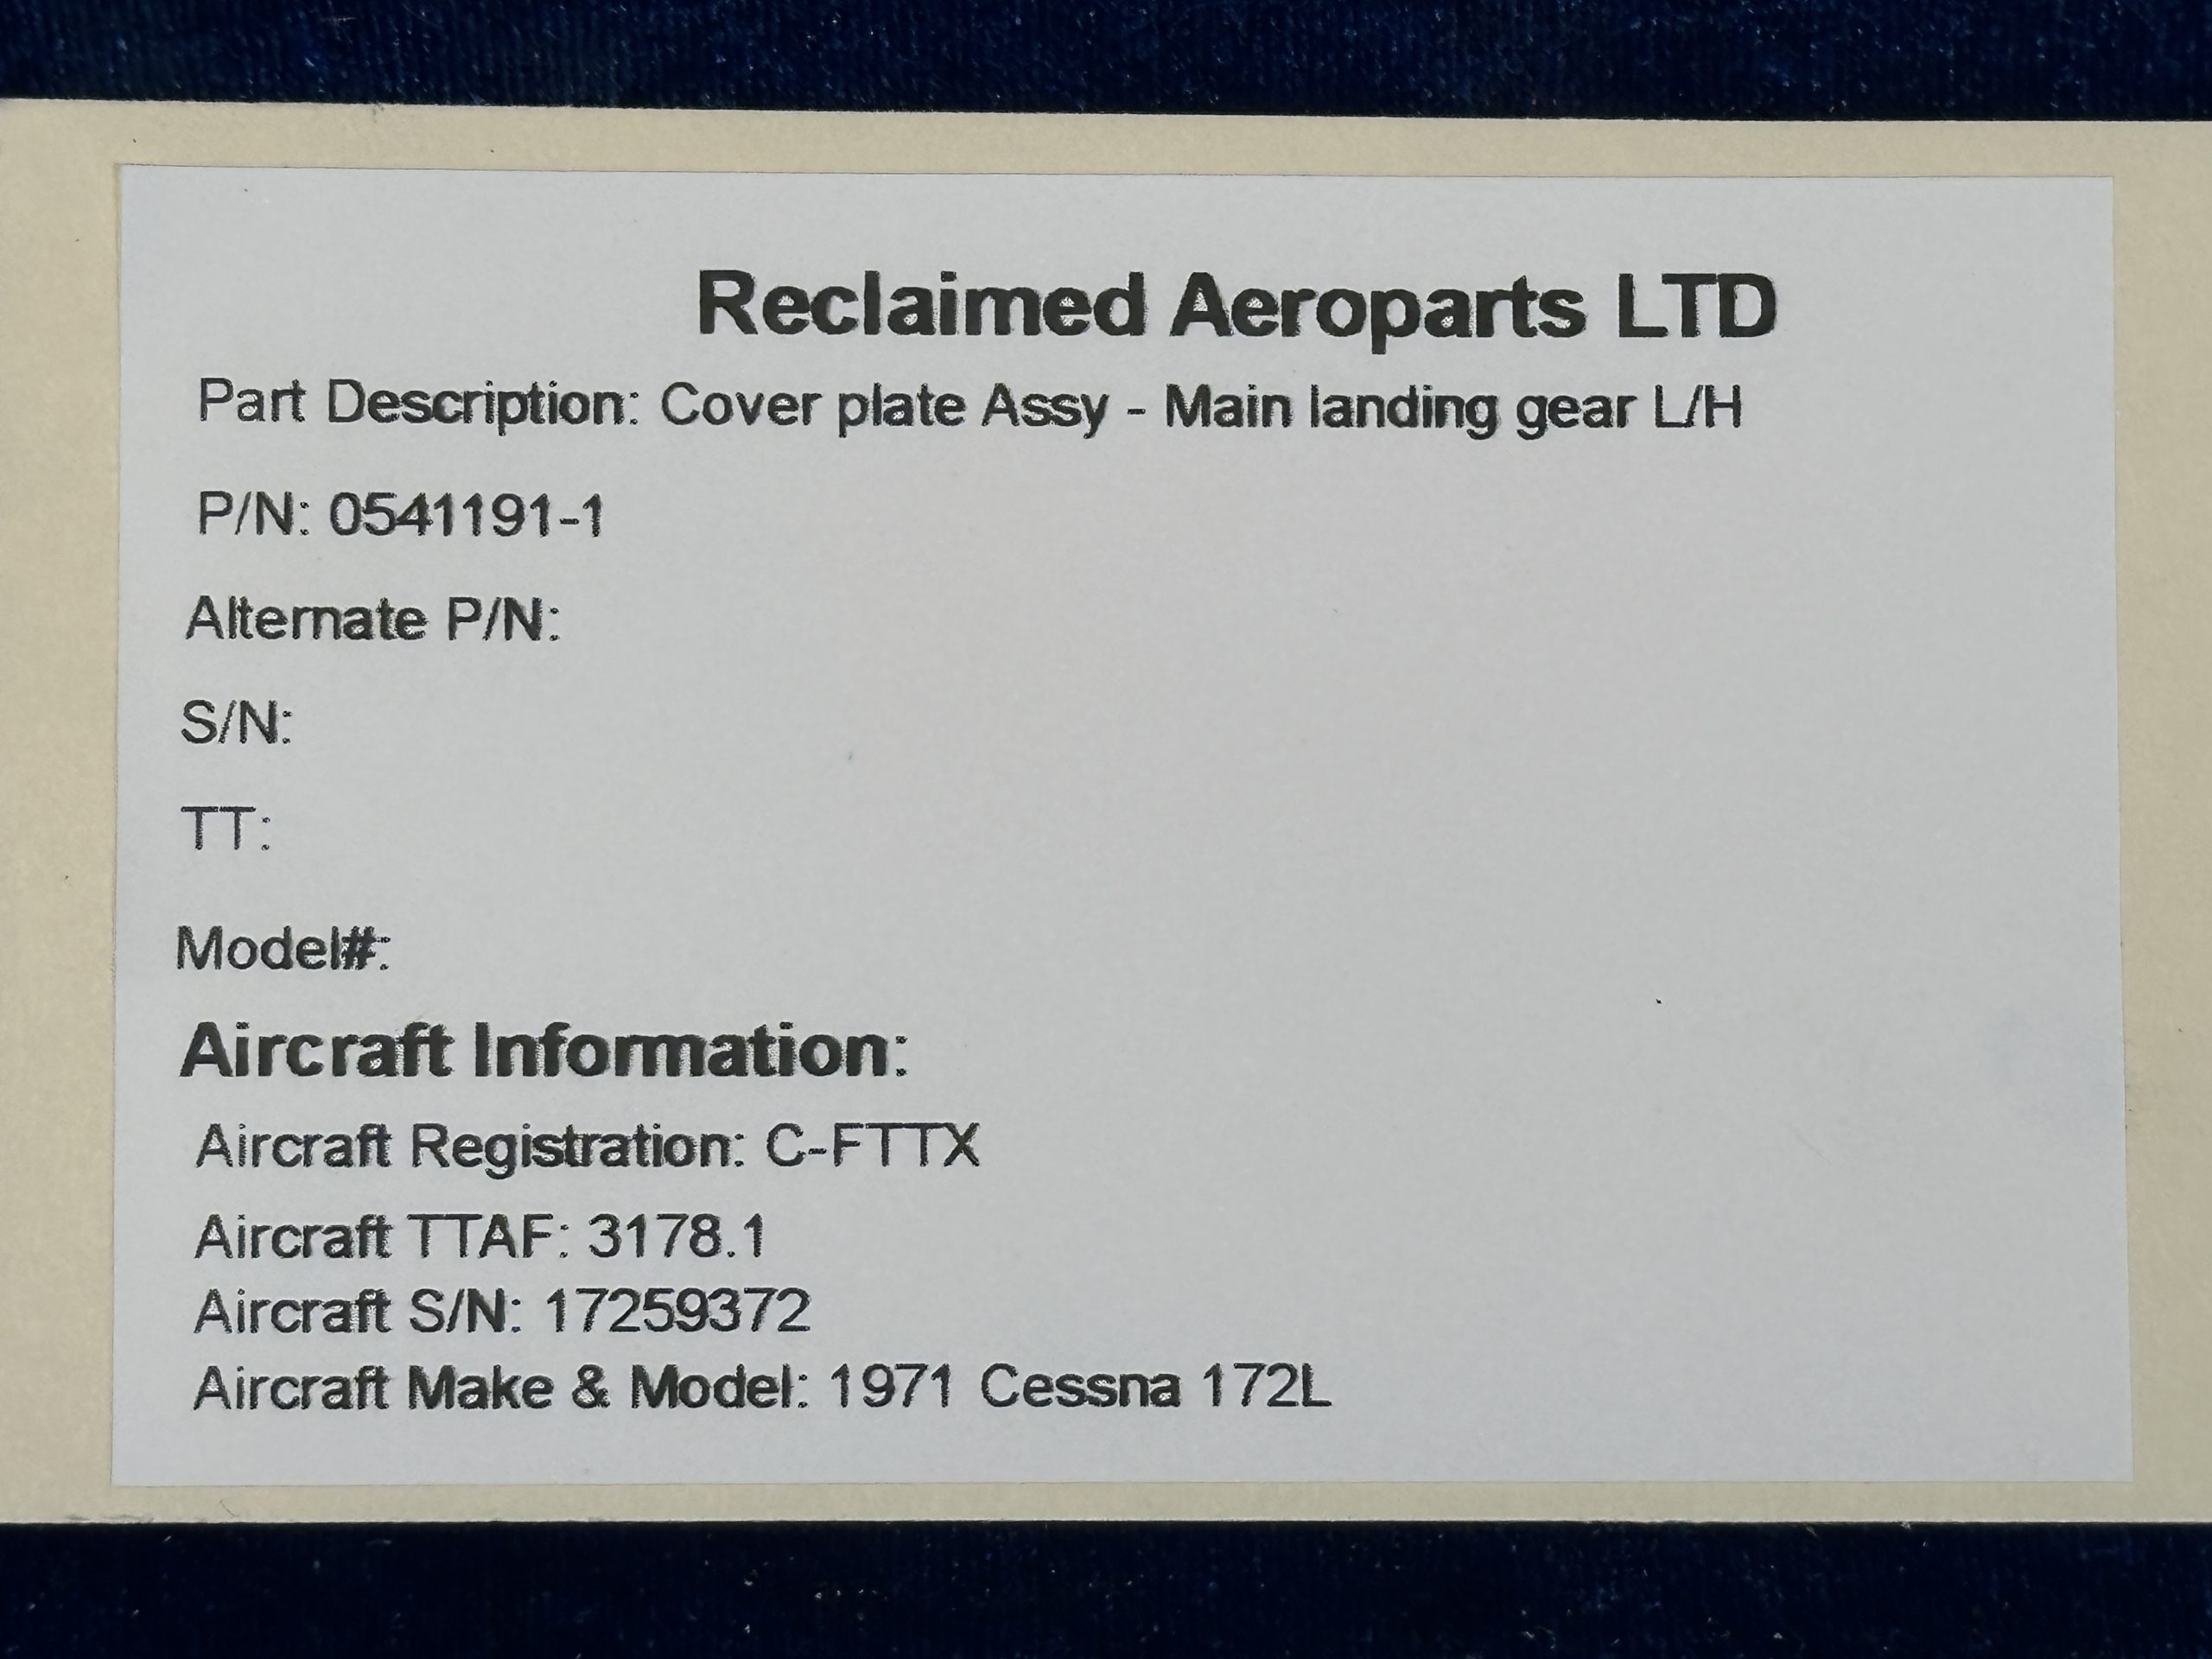 Reclaimed Aeroparts LTD
Part Description: Cover plate Assy - Main landing gear L/H
P/N: 0541191-1
Alternate P/N:
S/N:
TT:
Model#:
Aircraft Information:
Aircraft Registration: C-FTTX
Aircraft TTAF: 3178.1
Aircraft S/N: 17259372
Aircraft Make & Model: 1971 Cessna 172L